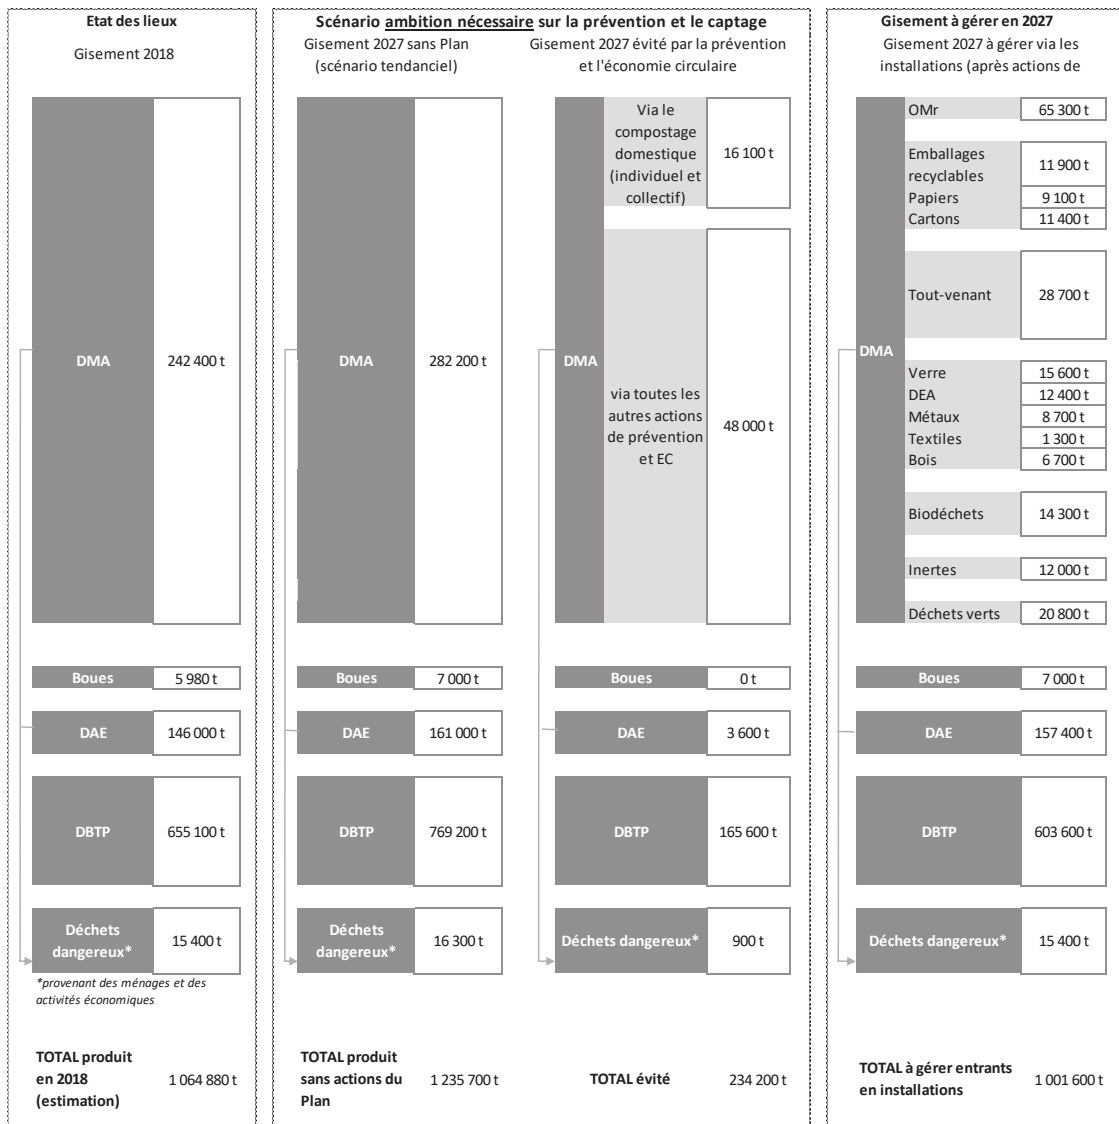 Etat des lieux
Gisement 2018
DMA 242 400 t
Boues 5 980 t
DAE 146 000 t
DBTP 655 100 t
Déchets
dangereux* 15 400 t
*provenant des ménages et des
activités économiques
TOTAL produit
en 2018 1 064 880 t
(estimation)
Scénario ambition nécessaire sur la prévention et le captage
Gisement 2027 sans Plan
(scénario tendanciel)
DMA 282 200 t
Boues 7 000 t
DAE 161 000 t
DBTP 769 200 t
Déchets
dangereux* 16 300 t
TOTAL produit
sans actions du 1 235 700 t
Plan
Gisement 2027 évité par la prévention
et l'économie circulaire
DMA
Via le
compostage
domestique 16 100 t
(individuel et
collectif)
via toutes les
autres actions 48 000 t
de prévention
et EC
Boues 0 t
DAE 3 600 t
DBTP 165 600 t
Déchets dangereux* 900 t
TOTAL évité 234 200 t
Gisement à gérer en 2027
Gisement 2027 à gérer via les
installations (après actions de
DMA
OMr 65 300 t
Emballages
recyclables 11 900 t
Papiers 9 100 t
Cartons 11 400 t
Tout-venant 28 700 t
Verre 15 600 t
DEA 12 400 t
Métaux 8 700 t
Textiles 1 300 t
Bois 6 700 t
Biodéchets 14 300 t
Inertes 12 000 t
Déchets verts 20 800 t
Boues 7 000 t
DAE 157 400 t
DBTP 603 600 t
Déchets dangereux* 15 400 t
TOTAL à gérer entrants
en installations 1 001 600 t